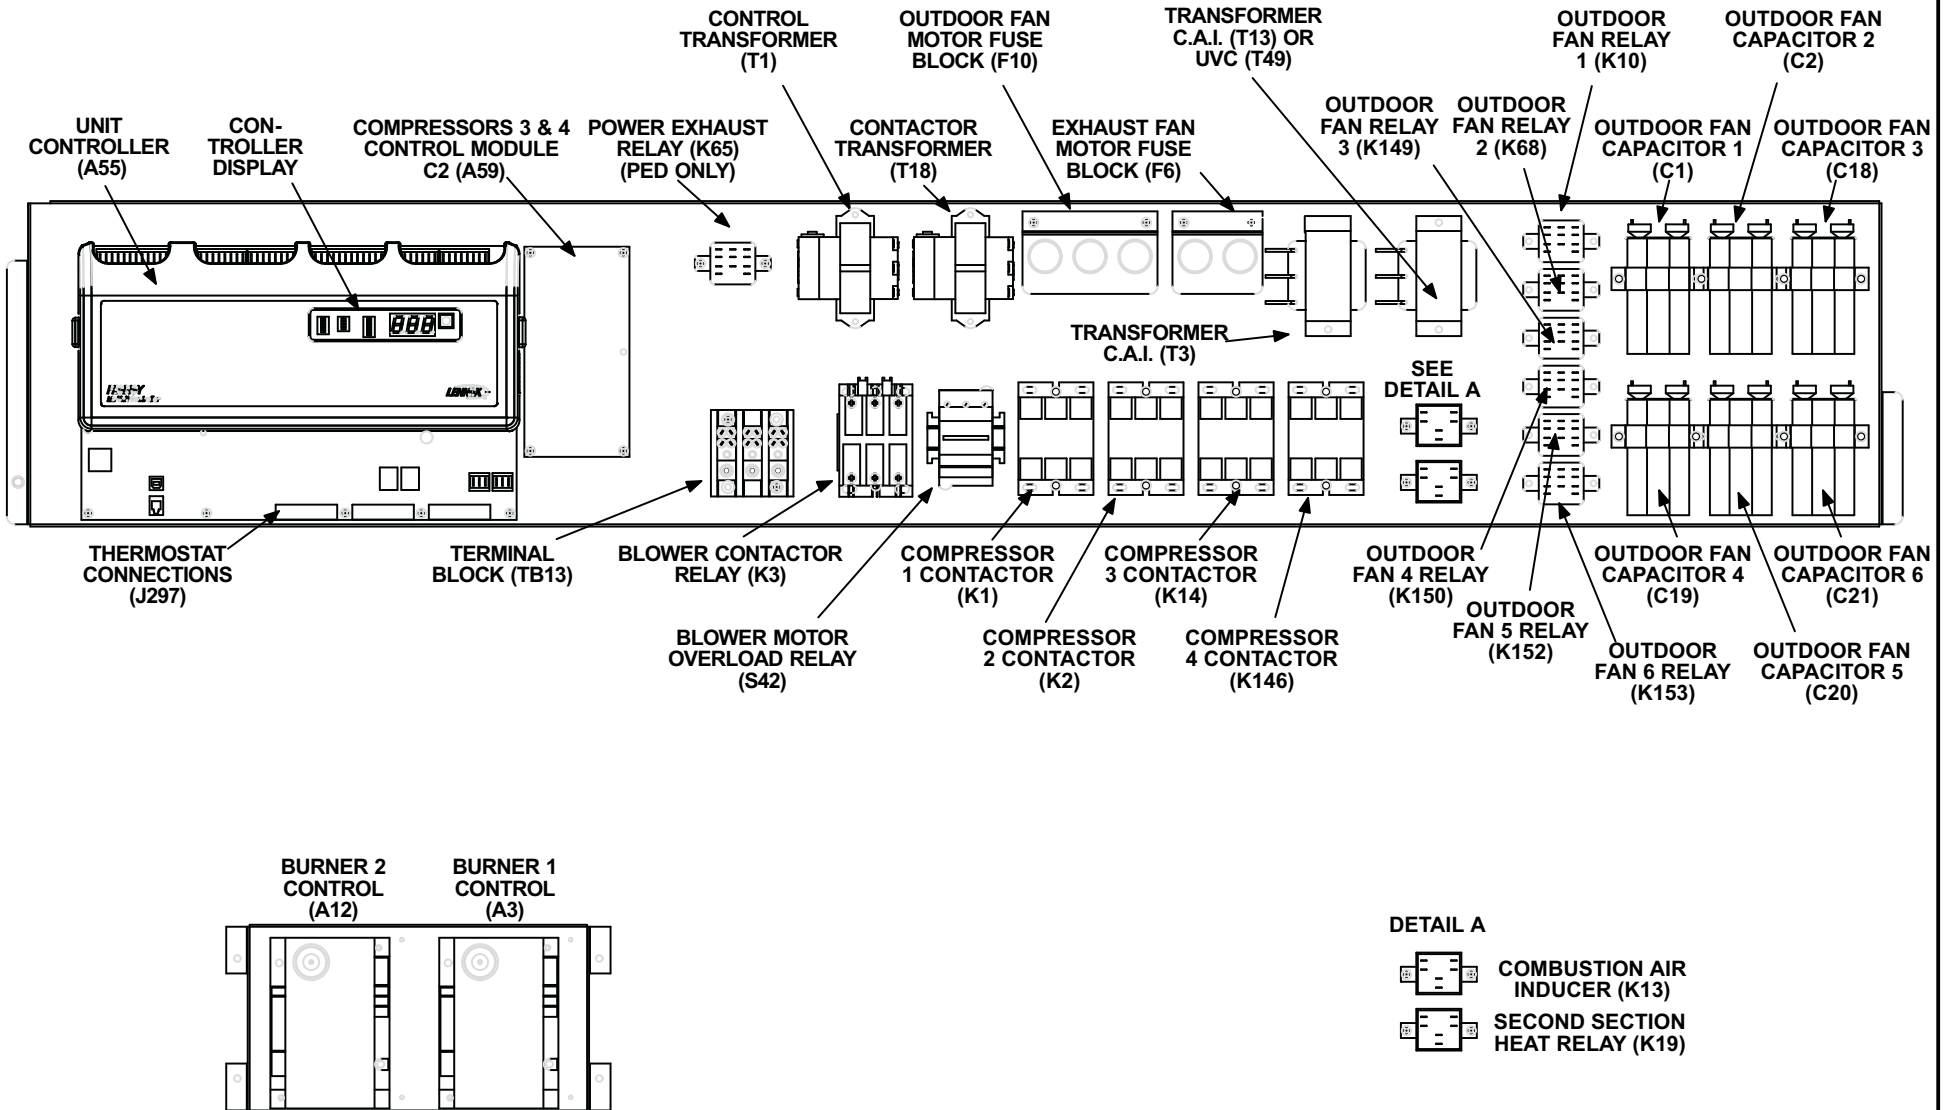 CONTROL
TRANSFORMER
(T1)
OUTDOOR FAN
MOTOR FUSE
BLOCK (F10)
TRANSFORMER
C.A.I. (T13) OR
UVC (T49)
OUTDOOR
FAN RELAY
1 (K10)
OUTDOOR FAN
CAPACITOR 2
(C2)
UNIT
CONTROLLER
(A55)
CON-
TROLLER
DISPLAY
COMPRESSORS 3 & 4
CONTROL MODULE
C2 (A59)
POWER EXHAUST
RELAY (K65)
(PED ONLY)
CONTACTOR
TRANSFORMER
(T18)
EXHAUST FAN
MOTOR FUSE
BLOCK (F6)
OUTDOOR
FAN RELAY
3 (K149)
OUTDOOR
FAN RELAY
2 (K68)
OUTDOOR FAN
CAPACITOR 1
(C1)
OUTDOOR FAN
CAPACITOR 3
(C18)
888
LENNOX
TRANSFORMER
C.A.I. (T3)
SEE
DETAIL A
THERMOSTAT
CONNECTIONS
(J297)
TERMINAL
BLOCK (TB13)
BLOWER CONTACTOR
RELAY (K3)
COMPRESSOR
1 CONTACTOR
(K1)
COMPRESSOR
3 CONTACTOR
(K14)
OUTDOOR
FAN 4 RELAY
(K150)
OUTDOOR FAN
CAPACITOR 4
(C19)
OUTDOOR FAN
CAPACITOR 6
(C21)
BLOWER MOTOR
OVERLOAD RELAY
(S42)
COMPRESSOR
2 CONTACTOR
(K2)
COMPRESSOR
4 CONTACTOR
(K146)
OUTDOOR
FAN 5 RELAY
(K152)
OUTDOOR
FAN 6 RELAY
(K153)
OUTDOOR FAN
CAPACITOR 5
(C20)
BURNER 2
CONTROL
(A12)
BURNER 1
CONTROL
(A3)
DETAIL A
COMBUSTION AIR
INDUCER (K13)
SECOND SECTION
HEAT RELAY (K19)